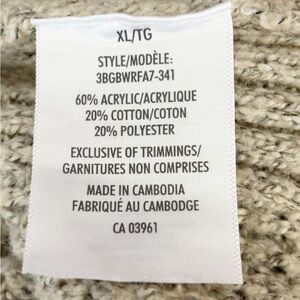 XL/TG
STYLE/MODÈLE:
3BGBWRFA7-341
60% ACRYLIC/ACRYLIQUE
20% COTTON/COTON
20% POLYESTER
EXCLUSIVE OF TRIMMINGS/
GARNITURES NON COMPRISES
MADE IN CAMBODIA
FABRIQUÉ AU CAMBODGE
CA 03961